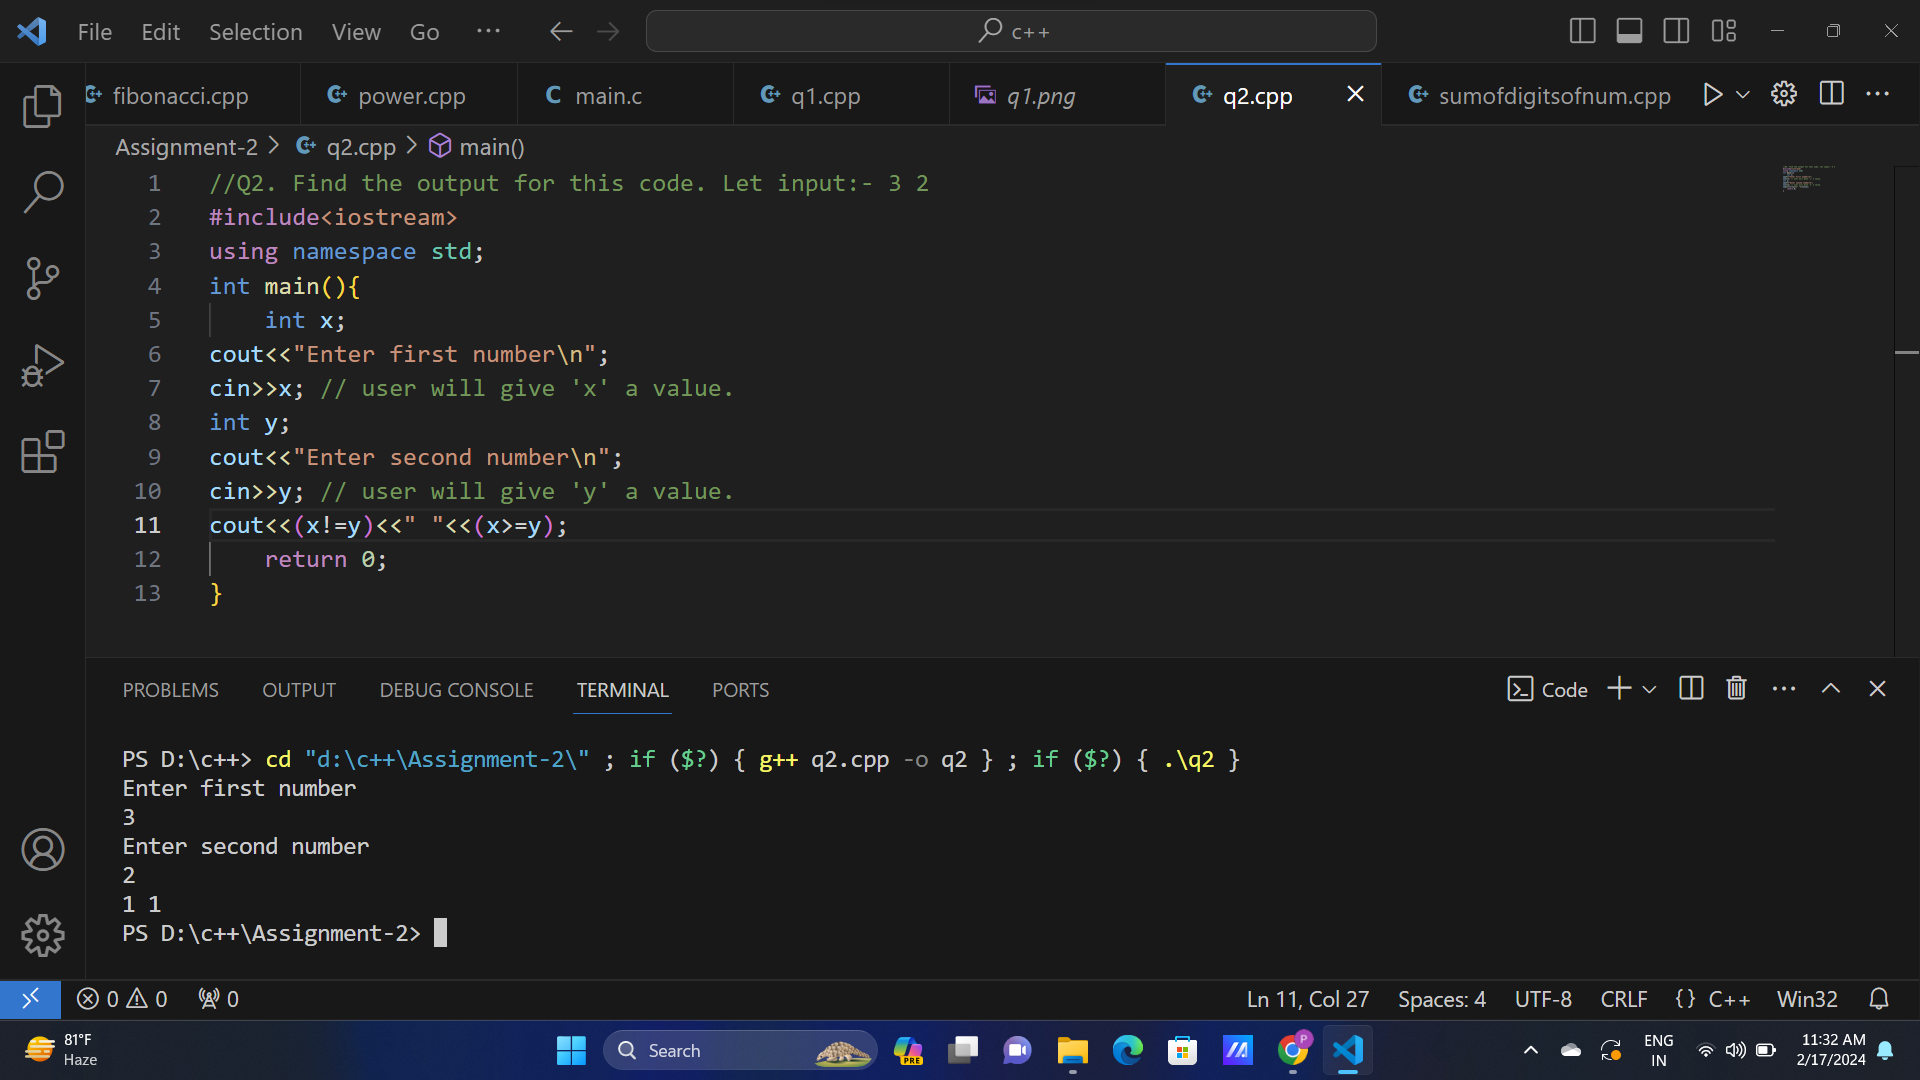 File Edit Selection View Go ... c++
fibonacci.cpp power.cpp main.c q1.cpp q1.png q2.cpp sumofdigitsofnum.cpp
Assignment-2 > q2.cpp > main()
1 //Q2. Find the output for this code. Let input:- 3 2
2 #include<iostream>
3 using namespace std;
4 int main(){
5     int x;
6 cout<<"Enter first number\n";
7 cin>>x; // user will give 'x' a value.
8 int y;
9 cout<<"Enter second number\n";
10 cin>>y; // user will give 'y' a value.
11 cout<<(x!=y)<<" "<<(x>=y);
12     return 0;
13 }
PROBLEMS OUTPUT DEBUG CONSOLE TERMINAL PORTS Code
PS D:\c++> cd "d:\c++\Assignment-2\" ; if ($?) { g++ q2.cpp -o q2 } ; if ($?) { .\q2 }
Enter first number
3
Enter second number
2
1 1
PS D:\c++\Assignment-2>
0 0 0 Ln 11, Col 27 Spaces: 4 UTF-8 CRLF {} C++ Win32
81°F
Haze
Search
PRE
P
ENG
IN
11:32 AM
2/17/2024